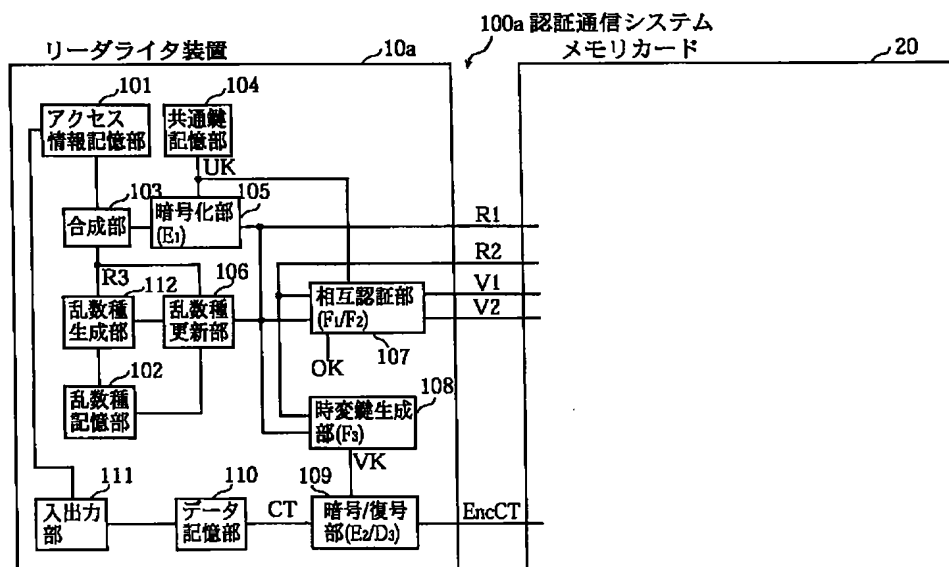 100a 認証通信システム
リーダライタ装置
10a
メモリカード
20
101
アクセス
情報記憶部
104
共通鍵
記憶部
UK
103
合成部
105
暗号化部
(E1)
R1
R2
R3
112
乱数種
生成部
106
乱数種
更新部
相互認証部
(F1/F2)
V1
V2
107
OK
102
乱数種
記憶部
108
時変鍵生成
部(F3)
VK
111
入出力
部
110
データ
記憶部
CT
109
暗号/復号
部(E2/D3)
EncCT